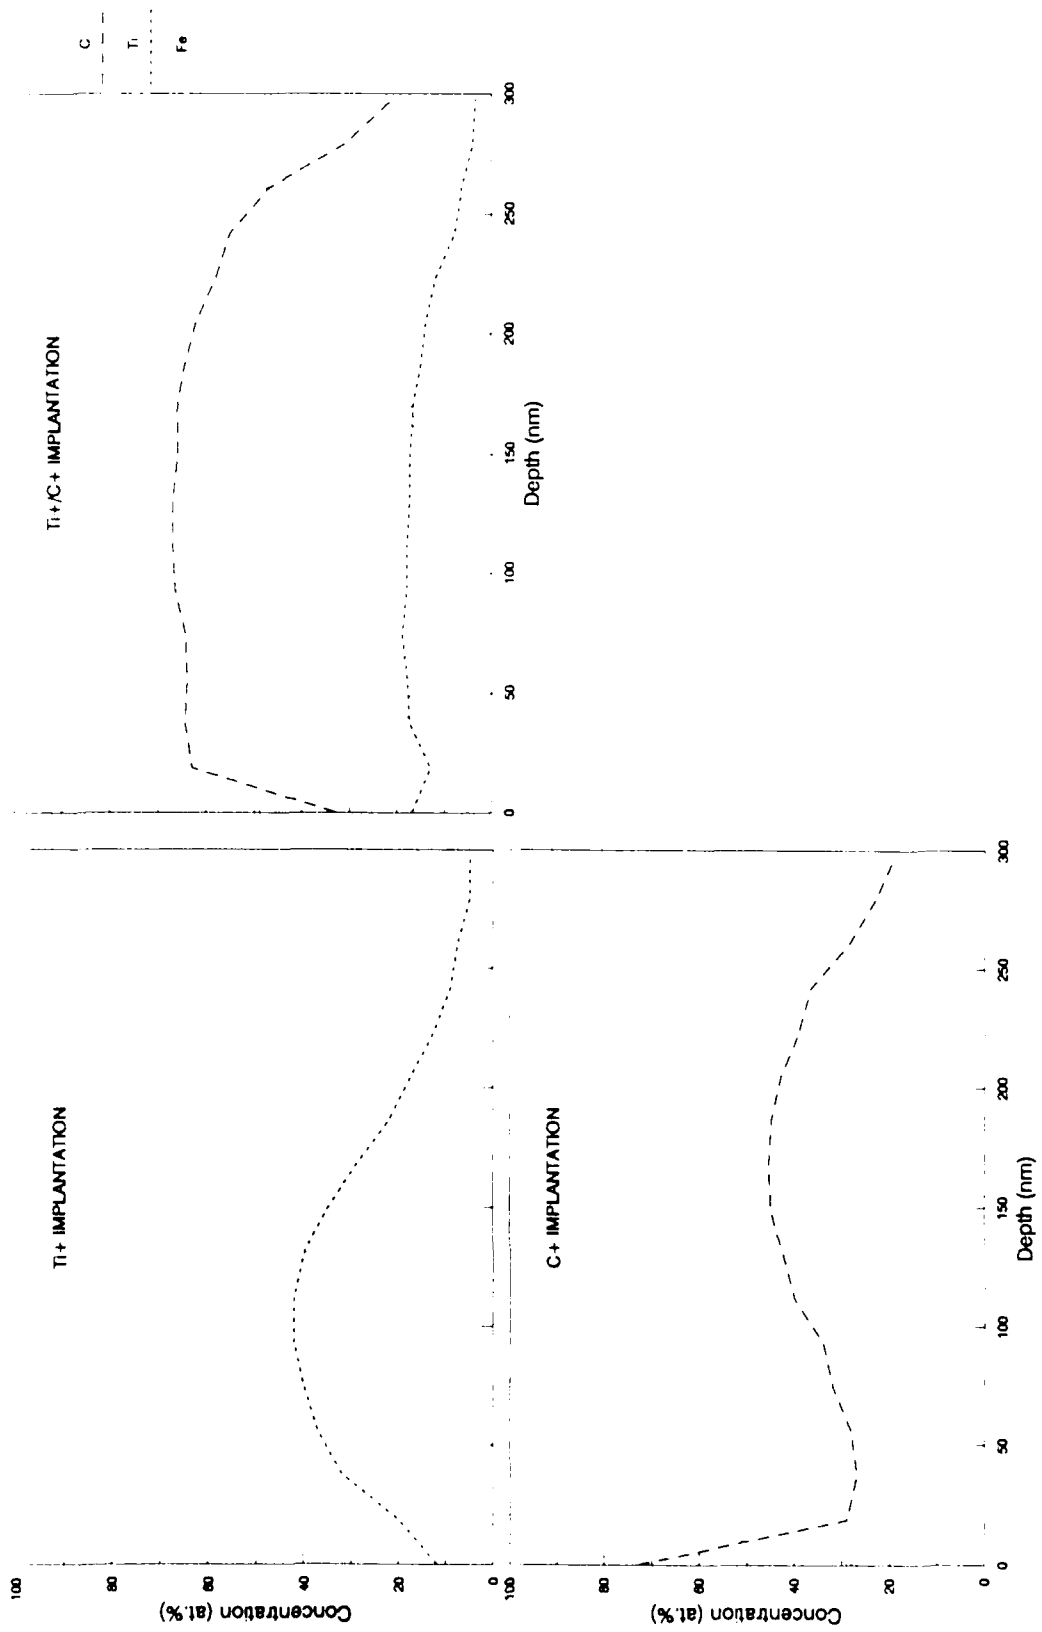 C
Ti
Fe
Ti+ IMPLANTATION
Concentration (at.%)
100
80
60
40
20
0
Ti+/C+ IMPLANTATION
0
50
100
150
200
250
300
Depth (nm)
C+ IMPLANTATION
Concentration (at.%)
100
80
60
40
20
0
0
50
100
150
200
250
300
Depth (nm)